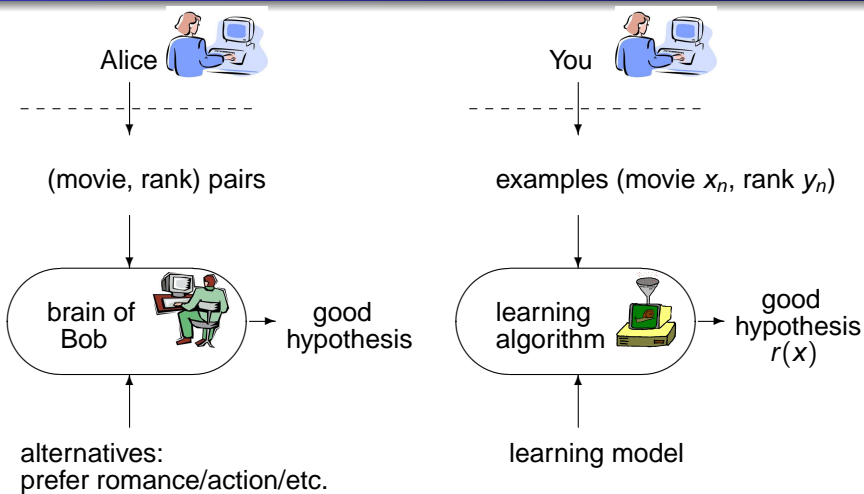 Alice
(movie, rank) pairs
brain of
Bob
good
hypothesis
alternatives:
prefer romance/action/etc.
You
examples (movie xₙ, rank yₙ)
learning
algorithm
good
hypothesis
r(x)
learning model